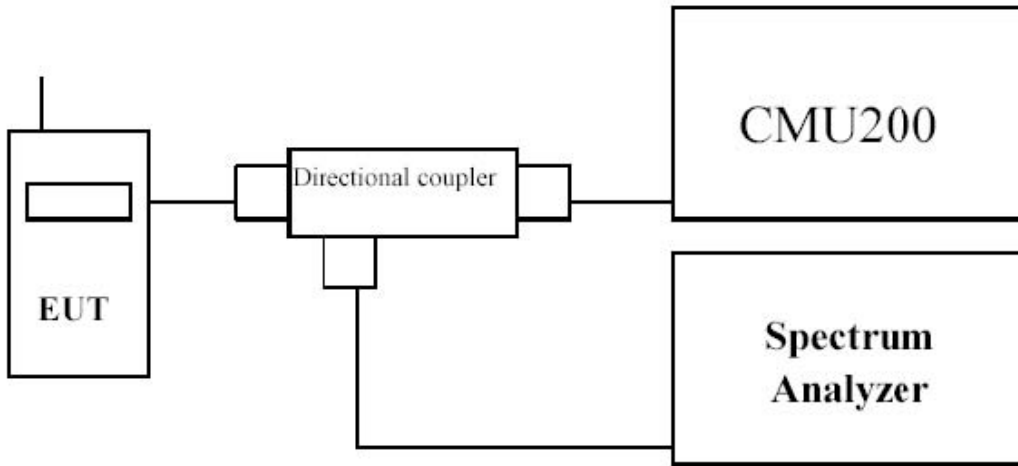 CMU200
Directional coupler
EUT
Spectrum
Analyzer